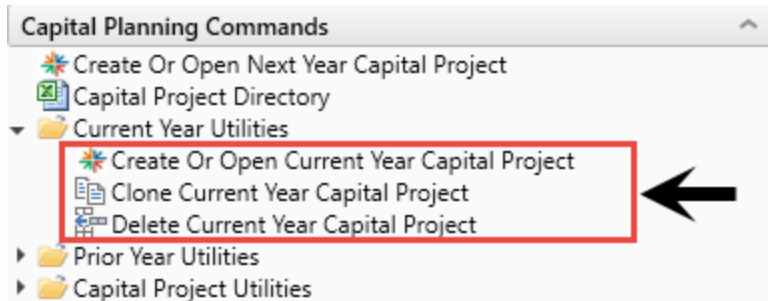 Capital Planning Commands
Create Or Open Next Year Capital Project
Capital Project Directory
Current Year Utilities
Create Or Open Current Year Capital Project
Clone Current Year Capital Project
Delete Current Year Capital Project
Prior Year Utilities
Capital Project Utilities